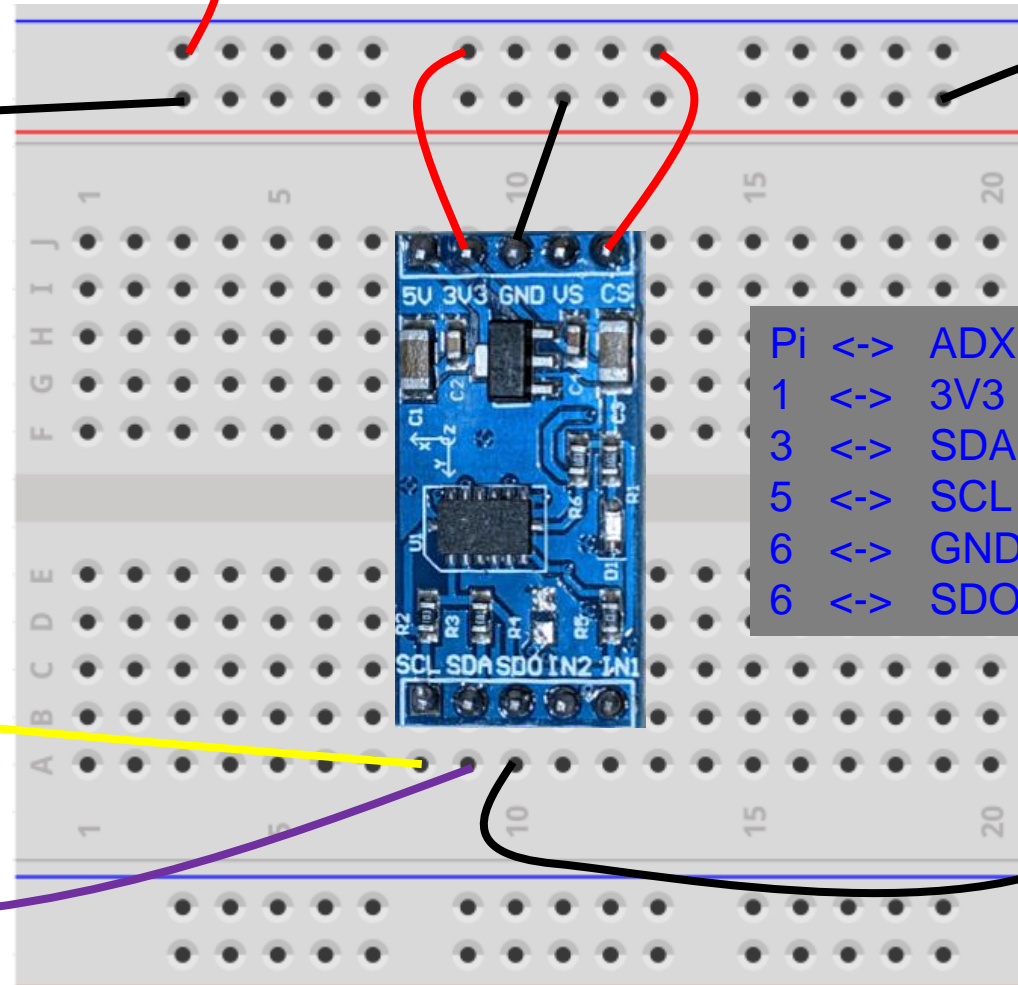 1 5 10 15 20
J
I
5V 3V3 GND VS CS
H
G
C2 C1
C1 C3
F
X Z
Y
R6 R1
U1
D1
E
D
R2 R3 R4 R5
C
SCL SDA SDO IN2 IN1
B
A
1 5 10 15 20
Pi <-> ADX
1 <-> 3V3
3 <-> SDA
5 <-> SCL
6 <-> GND
6 <-> SDO